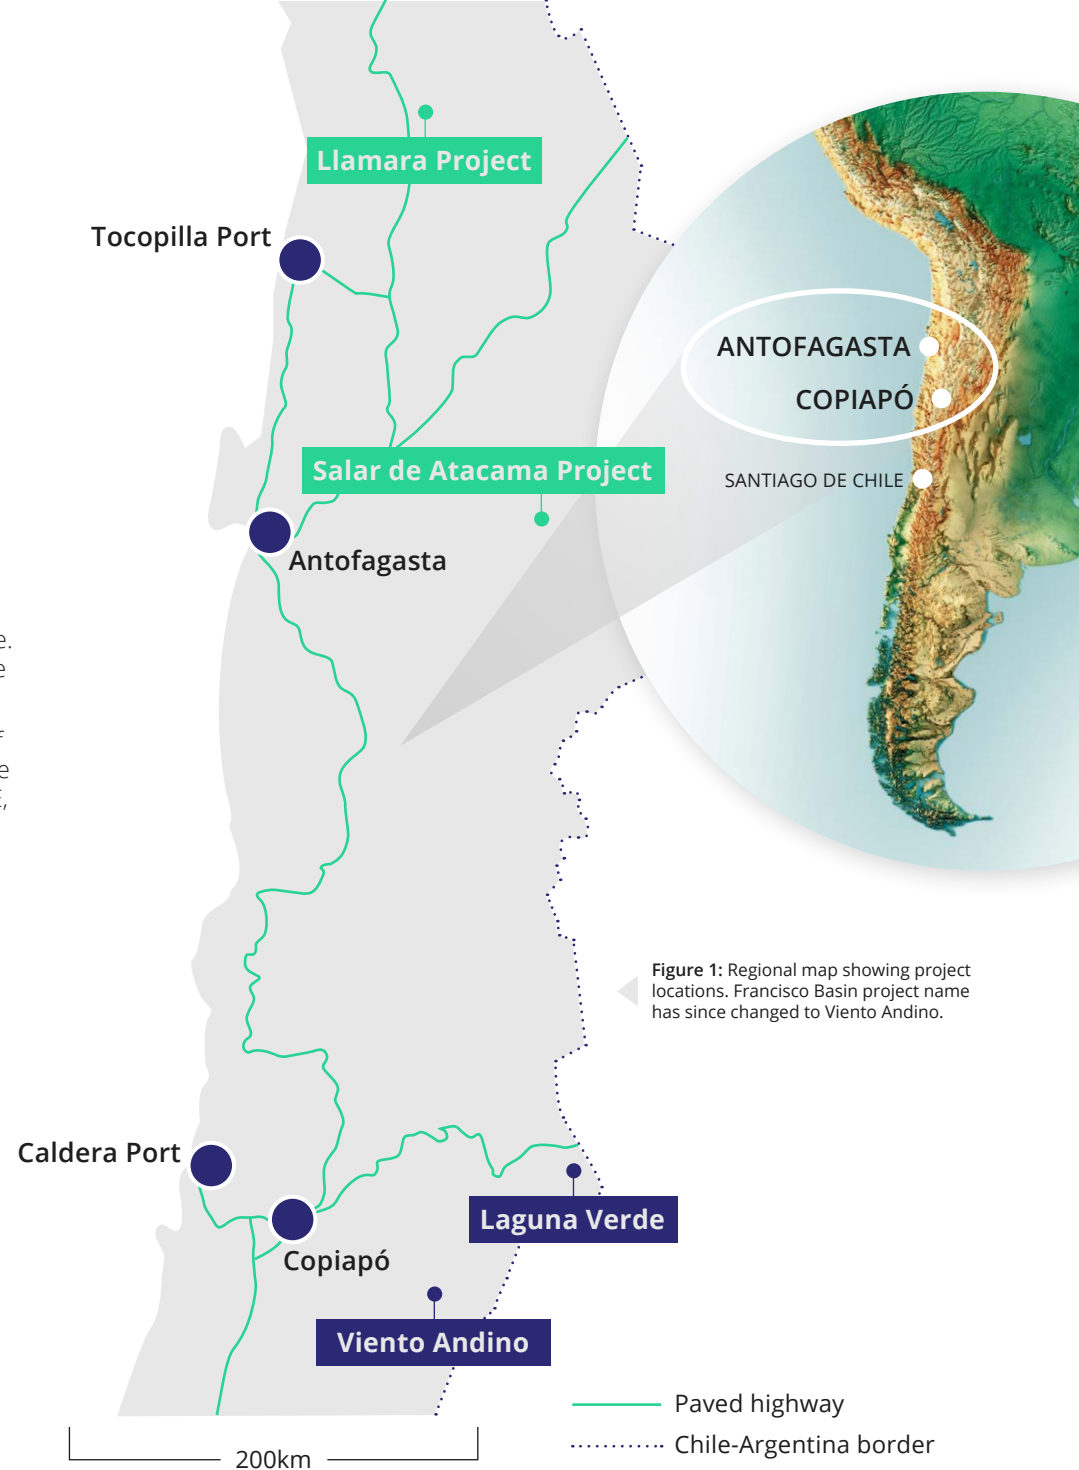 Llamara Project
Tocopilla Port
ANTOFAGASTA
COPIAPÓ
Salar de Atacama Project
SANTIAGO DE CHILE
Antofagasta
Figure 1: Regional map showing project
locations. Francisco Basin project name
has since changed to Viento Andino.
Caldera Port
Laguna Verde
Copiapó
Viento Andino
Paved highway
Chile-Argentina border
200km